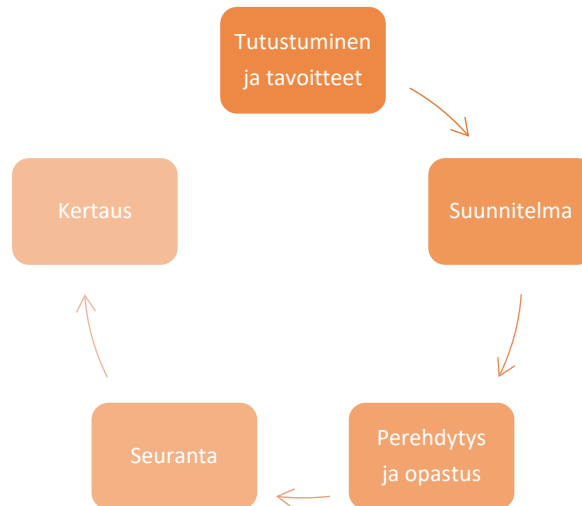 Tutustuminen
ja tavoitteet
Suunnitelma
Perehdytys
ja opastus
Seuranta
Kertaus